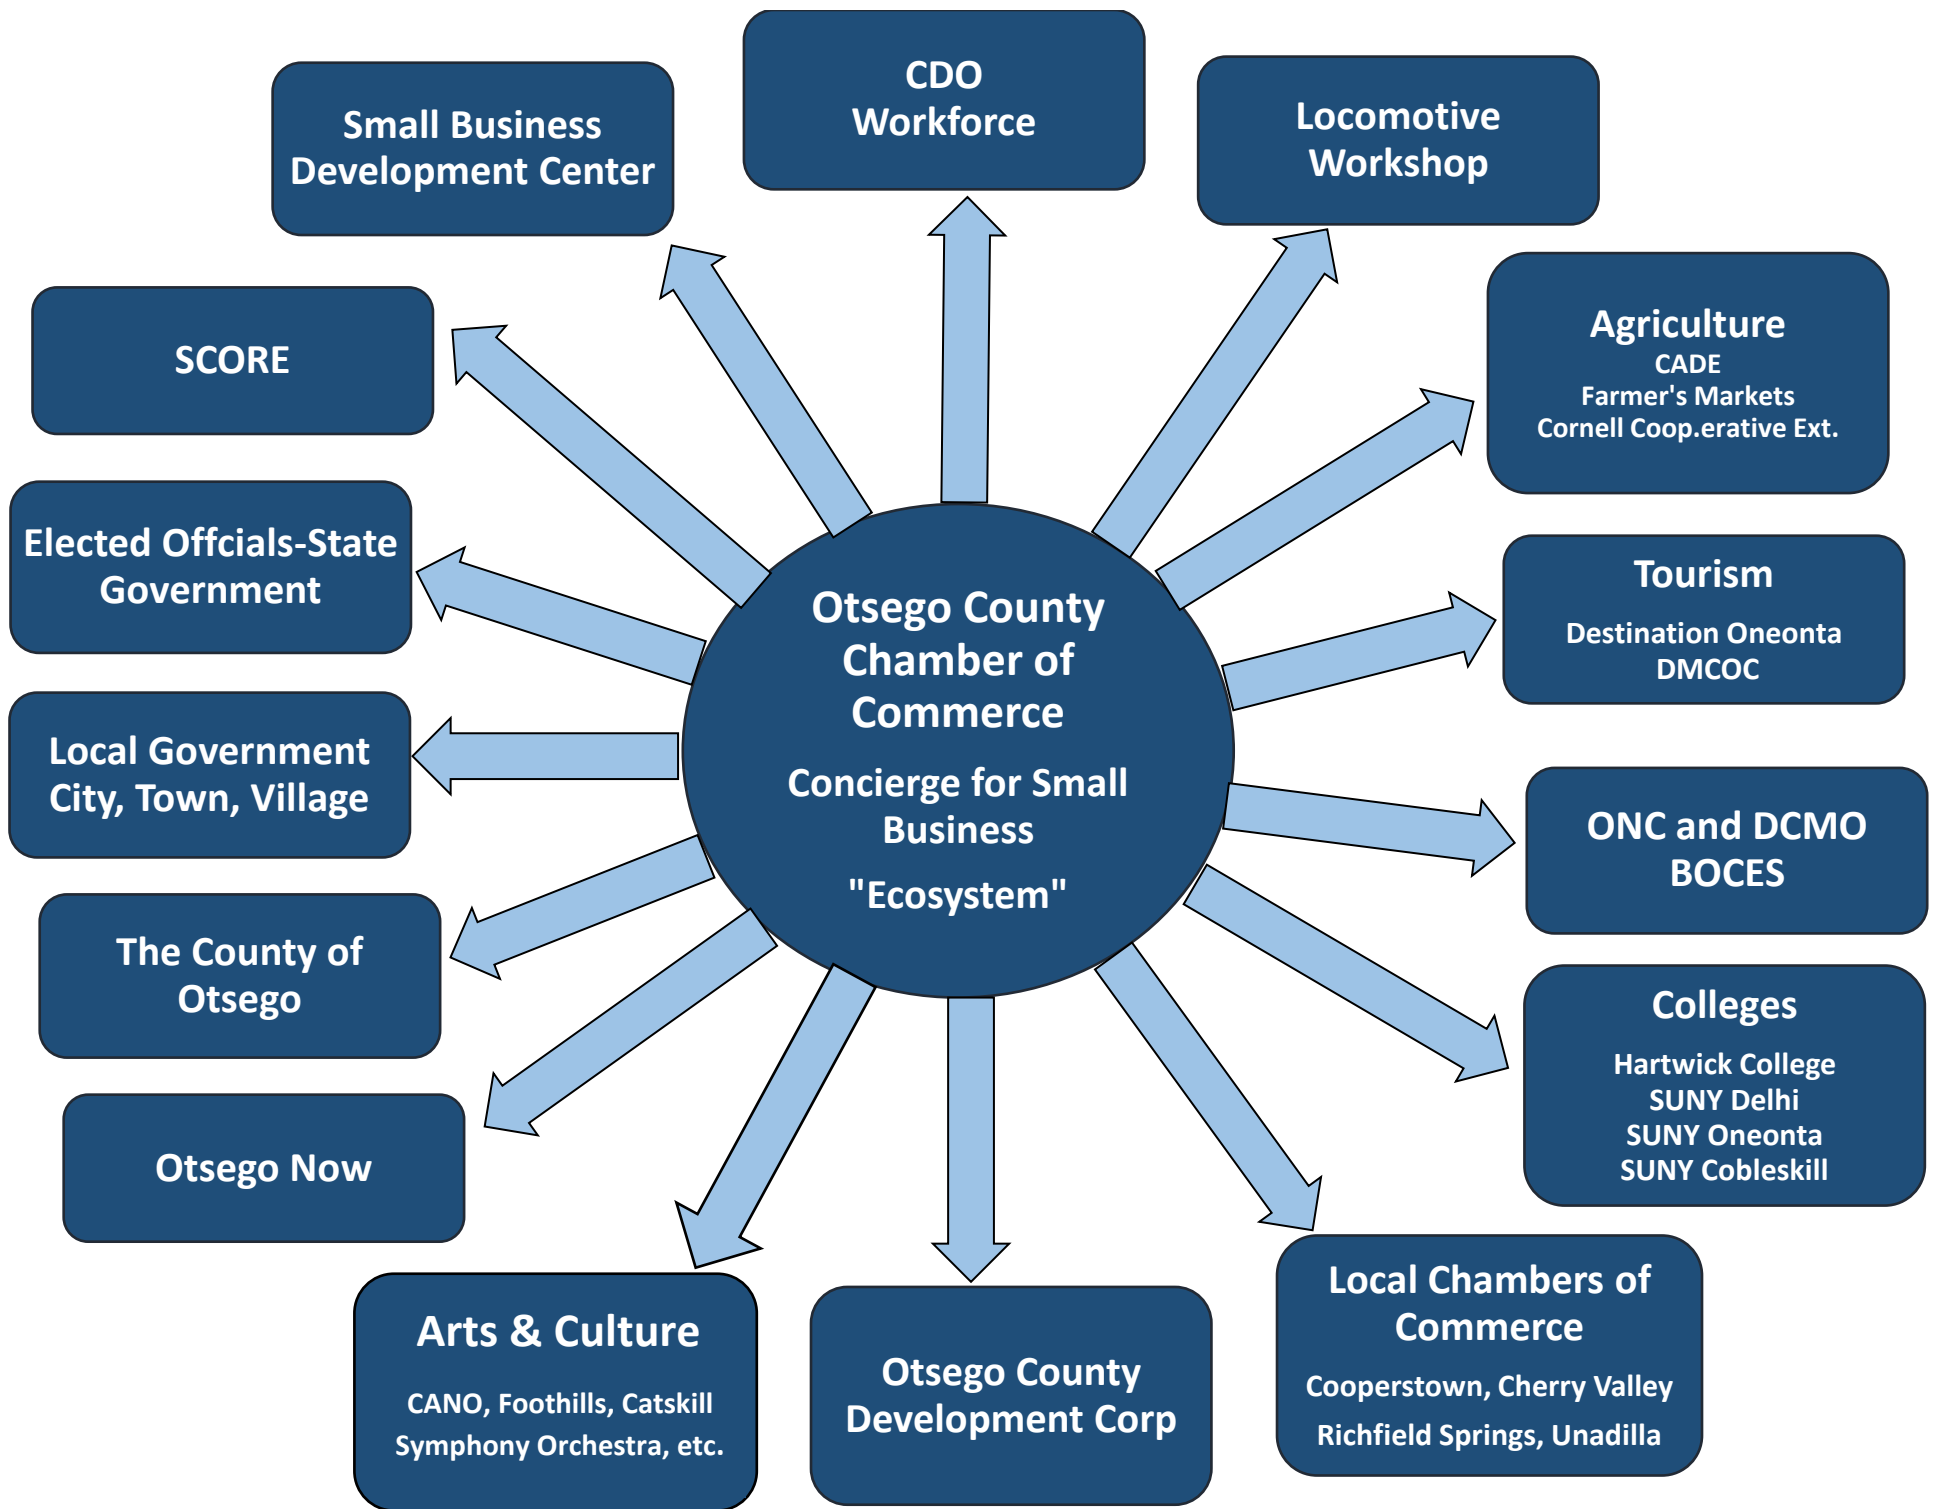 CDO
Workforce
Small Business
Development Center
Locomotive
Workshop
SCORE
Agriculture
CADE
Farmer's Markets
Cornell Coop.erative Ext.
Elected Offcials-State
Government
Otsego County
Chamber of
Commerce
Concierge for Small
Business
"Ecosystem"
Tourism
Destination Oneonta
DMCOC
Local Government
City, Town, Village
ONC and DCMO
BOCES
The County of
Otsego
Colleges
Hartwick College
SUNY Delhi
SUNY Oneonta
SUNY Cobleskill
Otsego Now
Arts & Culture
CANO, Foothills, Catskill
Symphony Orchestra, etc.
Otsego County
Development Corp
Local Chambers of
Commerce
Cooperstown, Cherry Valley
Richfield Springs, Unadilla